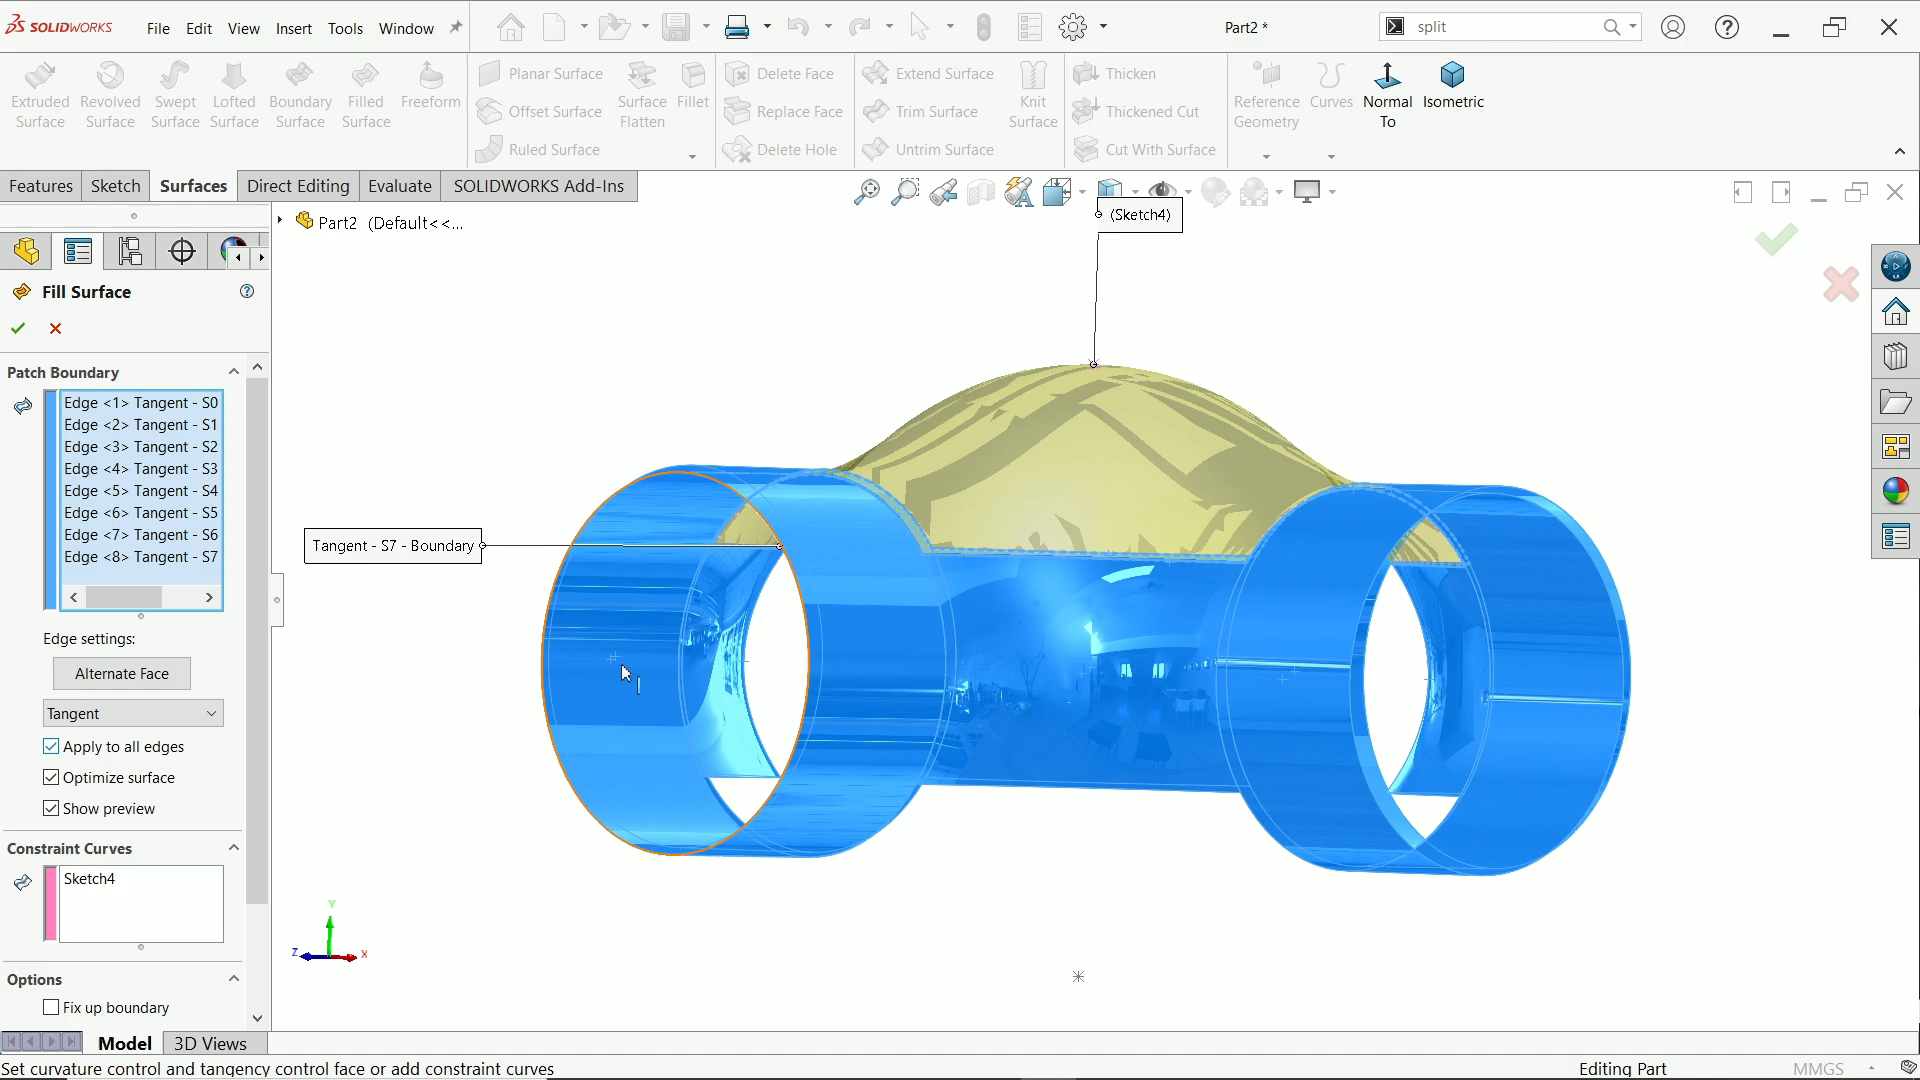 SOLIDWORKS
File
Edit
View
Insert
Tools
Window
Part2 *
split
Extruded
Surface
Revolved
Surface
Swept
Surface
Lofted
Surface
Boundary
Surface
Filled
Surface
Freeform
Planar Surface
Offset Surface
Ruled Surface
Surface
Flatten
Fillet
Delete Face
Replace Face
Delete Hole
Extend Surface
Trim Surface
Untrim Surface
Knit
Surface
Thicken
Thickened Cut
Cut With Surface
Reference
Geometry
Curves
Normal
To
Isometric
Features
Sketch
Surfaces
Direct Editing
Evaluate
SOLIDWORKS Add-Ins
Part2 (Default<<...
(Sketch4)
Fill Surface
Patch Boundary
Edge <1> Tangent - S0
Edge <2> Tangent - S1
Edge <3> Tangent - S2
Edge <4> Tangent - S3
Edge <5> Tangent - S4
Edge <6> Tangent - S5
Edge <7> Tangent - S6
Edge <8> Tangent - S7
Tangent - S7 - Boundary
Edge settings:
Alternate Face
Tangent
Apply to all edges
Optimize surface
Show preview
Constraint Curves
Sketch4
Options
Fix up boundary
Y
Z
X
Model
3D Views
Set curvature control and tangency control face or add constraint curves
Editing Part
MMGS